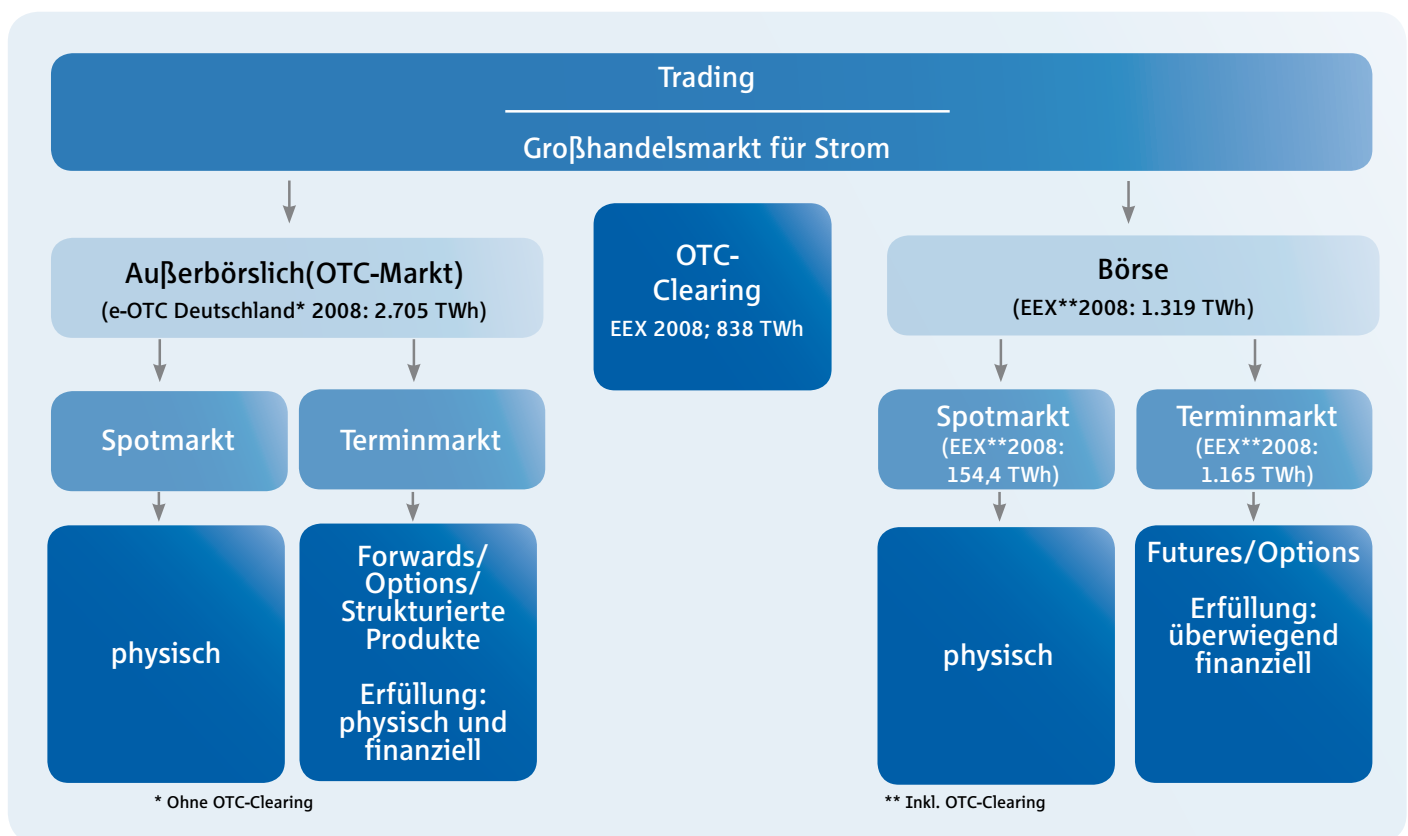 Trading
Großhandelsmarkt für Strom
Außerbörslich(OTC-Markt)
(e-OTC Deutschland* 2008: 2.705 TWh)
OTC-
Clearing
EEX 2008; 838 TWh
Börse
(EEX**2008: 1.319 TWh)
Spotmarkt
Terminmarkt
Spotmarkt
(EEX**2008:
154,4 TWh)
Terminmarkt
(EEX**2008:
1.165 TWh)
physisch
Forwards/
Options/
Strukturierte
Produkte
Erfüllung:
physisch und
finanziell
physisch
Futures/Options
Erfüllung:
überwiegend
finanziell
* Ohne OTC-Clearing
** Inkl. OTC-Clearing